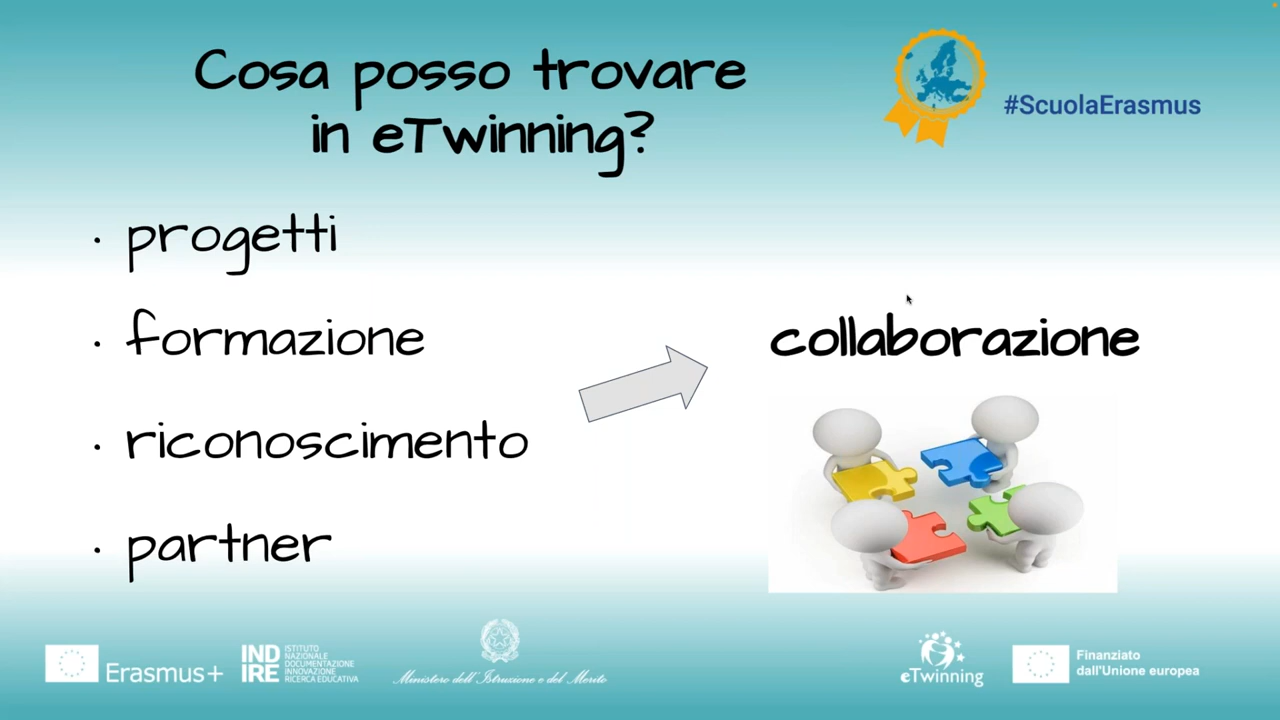 Cosa posso trovare
in eTwinning?
#ScuolaErasmus
· progetti
· formazione
· riconoscimento
· partner
collaborazione
Erasmus+
INDIRE
ISTITUTO
NAZIONALE
DOCUMENTAZIONE
INNOVAZIONE
RICERCA EDUCATIVA
Ministero dell'Istruzione e del Merito
eTwinning
Finanziato
dall'Unione europea